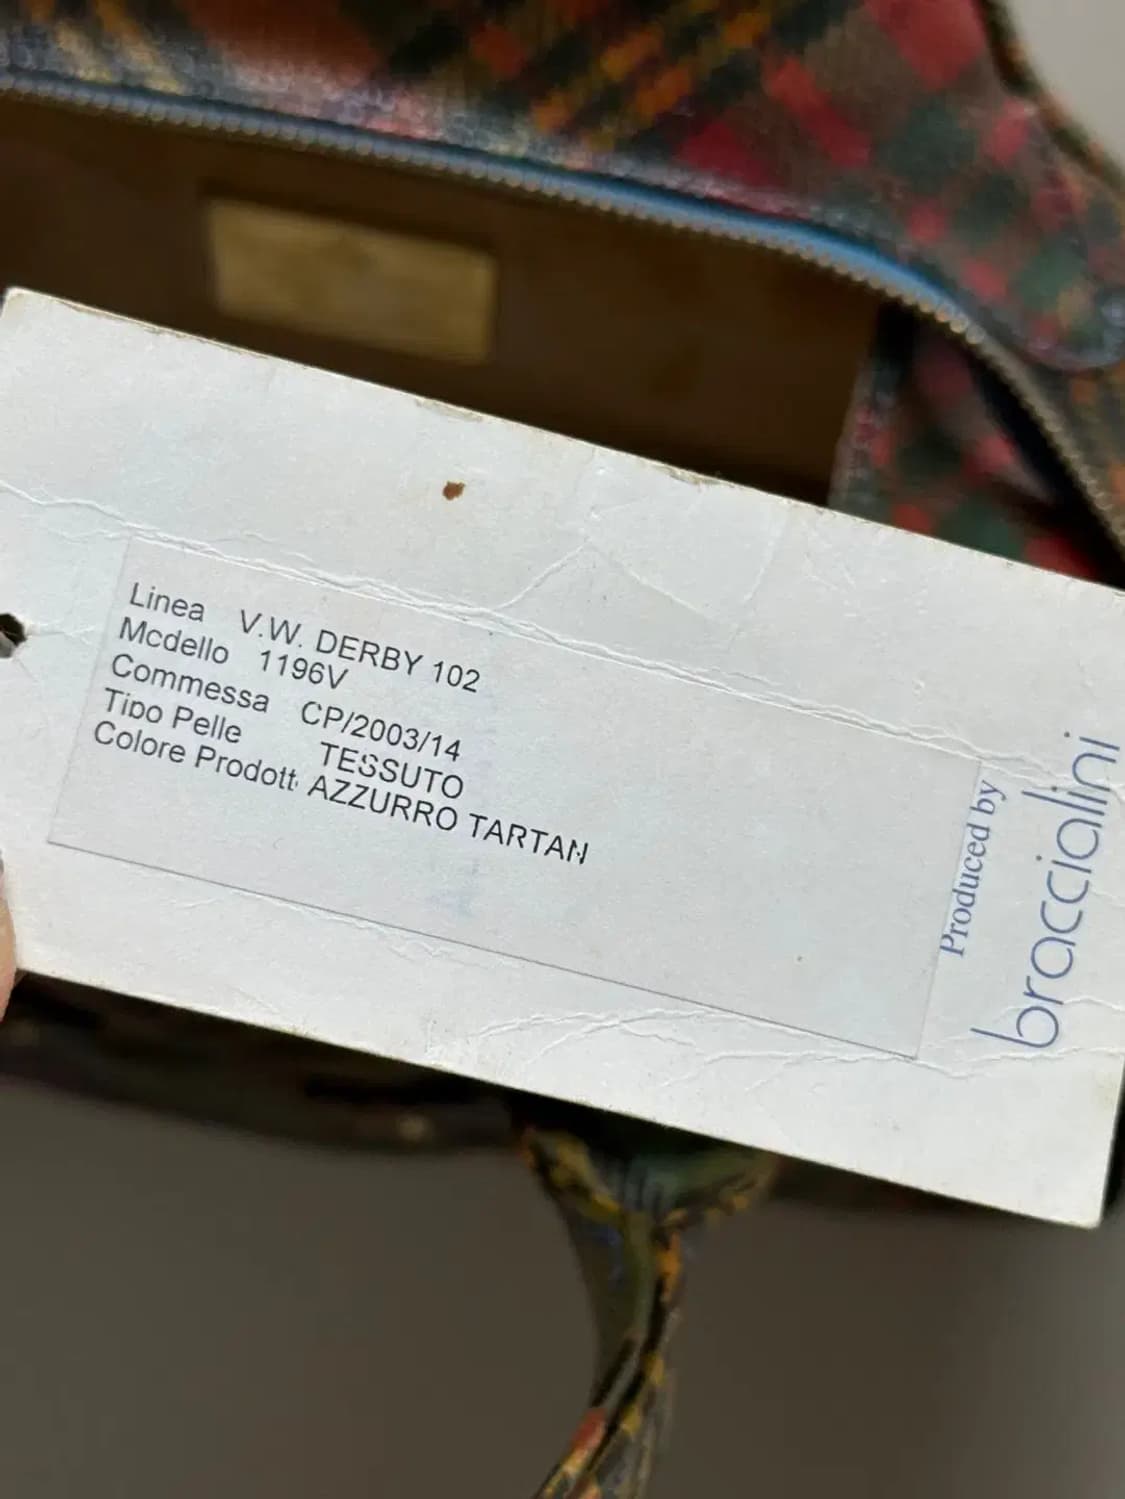 Linea V.W. DERBY 102
Mcdello 1196V
Commessa CP/2003/14
Tipo Pelle TESSUTO
Colore Prodott AZZURRO TARTAN
Produced by
braccialini